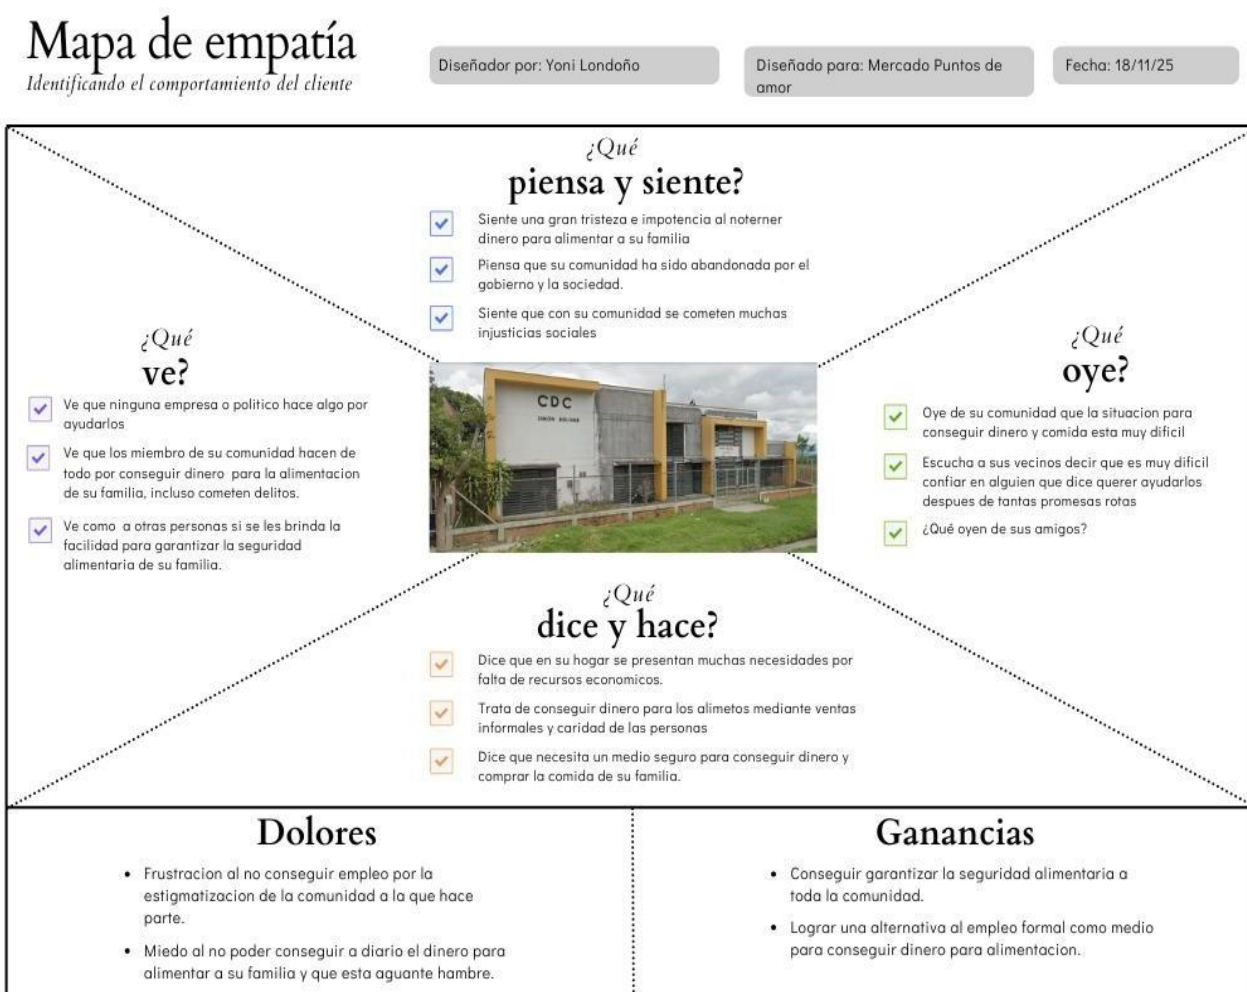 Mapa de empatía
Identificando el comportamiento del cliente
Diseñador por: Yoni Londoño
Diseñado para: Mercado Puntos de
amor
Fecha: 18/11/25
¿Qué
piensa y siente?
Siente una gran tristeza e impotencia al noterner
dinero para alimentar a su familia
Piensa que su comunidad ha sido abandonada por el
gobierno y la sociedad.
Siente que con su comunidad se cometen muchas
injusticias sociales
¿Qué
ve?
Ve que ninguna empresa o politico hace algo por
ayudarlos
Ve que los miembro de su comunidad hacen de
todo por conseguir dinero para la alimentacion
de su familia, incluso cometen delitos.
Ve como a otras personas si se les brinda la
facilidad para garantizar la seguridad
alimentaria de su familia.
CDC
SIMÓN BOLÍVAR
¿Qué
oye?
Oye de su comunidad que la situacion para
conseguir dinero y comida esta muy dificil
Escucha a sus vecinos decir que es muy dificil
confiar en alguien que dice querer ayudarlos
despues de tantas promesas rotas
¿Qué oyen de sus amigos?
¿Qué
dice y hace?
Dice que en su hogar se presentan muchas necesidades por
falta de recursos economicos.
Trata de conseguir dinero para los alimetos mediante ventas
informales y caridad de las personas
Dice que necesita un medio seguro para conseguir dinero y
comprar la comida de su familia.
Dolores
Frustracion al no conseguir empleo por la
estigmatizacion de la comunidad a la que hace
parte.
Miedo al no poder conseguir a diario el dinero para
alimentar a su familia y que esta aguante hambre.
Ganancias
Conseguir garantizar la seguridad alimentaria a
toda la comunidad.
Lograr una alternativa al empleo formal como medio
para conseguir dinero para alimentacion.